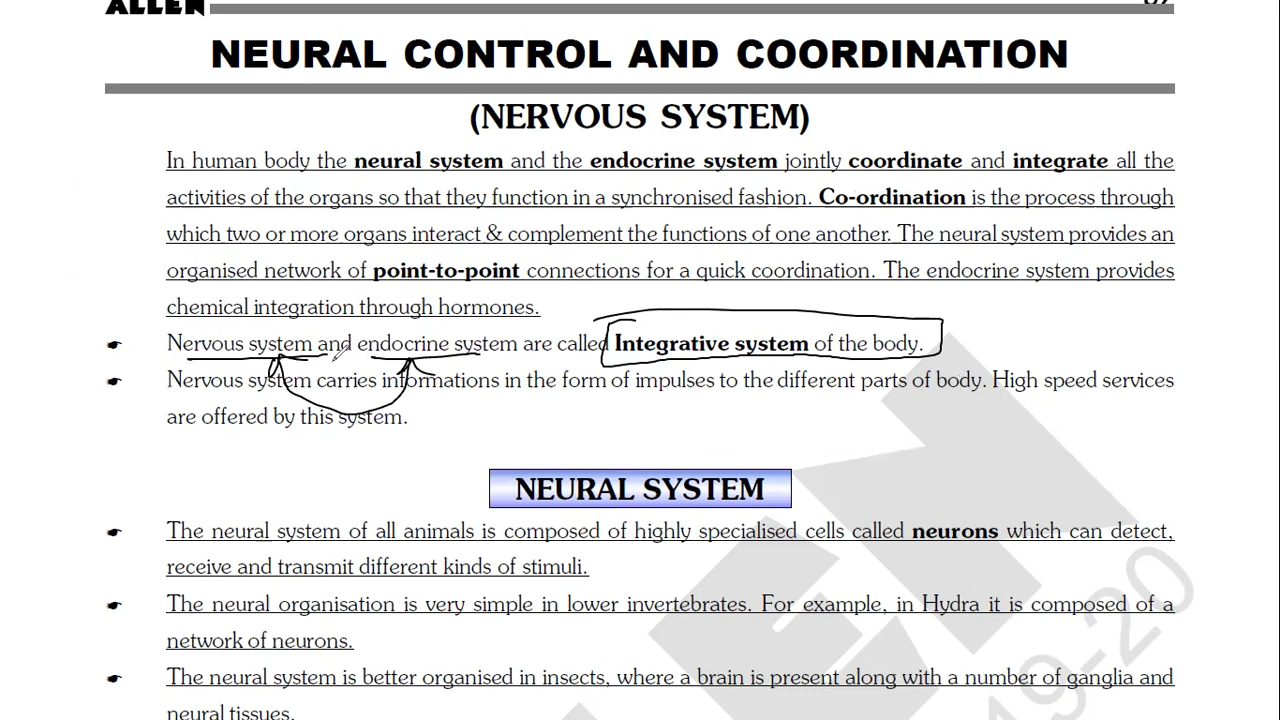 ALLEN
NEURAL CONTROL AND COORDINATION
(NERVOUS SYSTEM)
In human body the neural system and the endocrine system jointly coordinate and integrate all the
activities of the organs so that they function in a synchronised fashion. Co-ordination is the process through
which two or more organs interact & complement the functions of one another. The neural system provides an
organised network of point-to-point connections for a quick coordination. The endocrine system provides
chemical integration through hormones.
Nervous system and endocrine system are called Integrative system of the body.
Nervous system carries informations in the form of impulses to the different parts of body. High speed services
are offered by this system.
NEURAL SYSTEM
The neural system of all animals is composed of highly specialised cells called neurons which can detect,
receive and transmit different kinds of stimuli.
The neural organisation is very simple in lower invertebrates. For example, in Hydra it is composed of a
network of neurons.
The neural system is better organised in insects, where a brain is present along with a number of ganglia and
neural tissues.